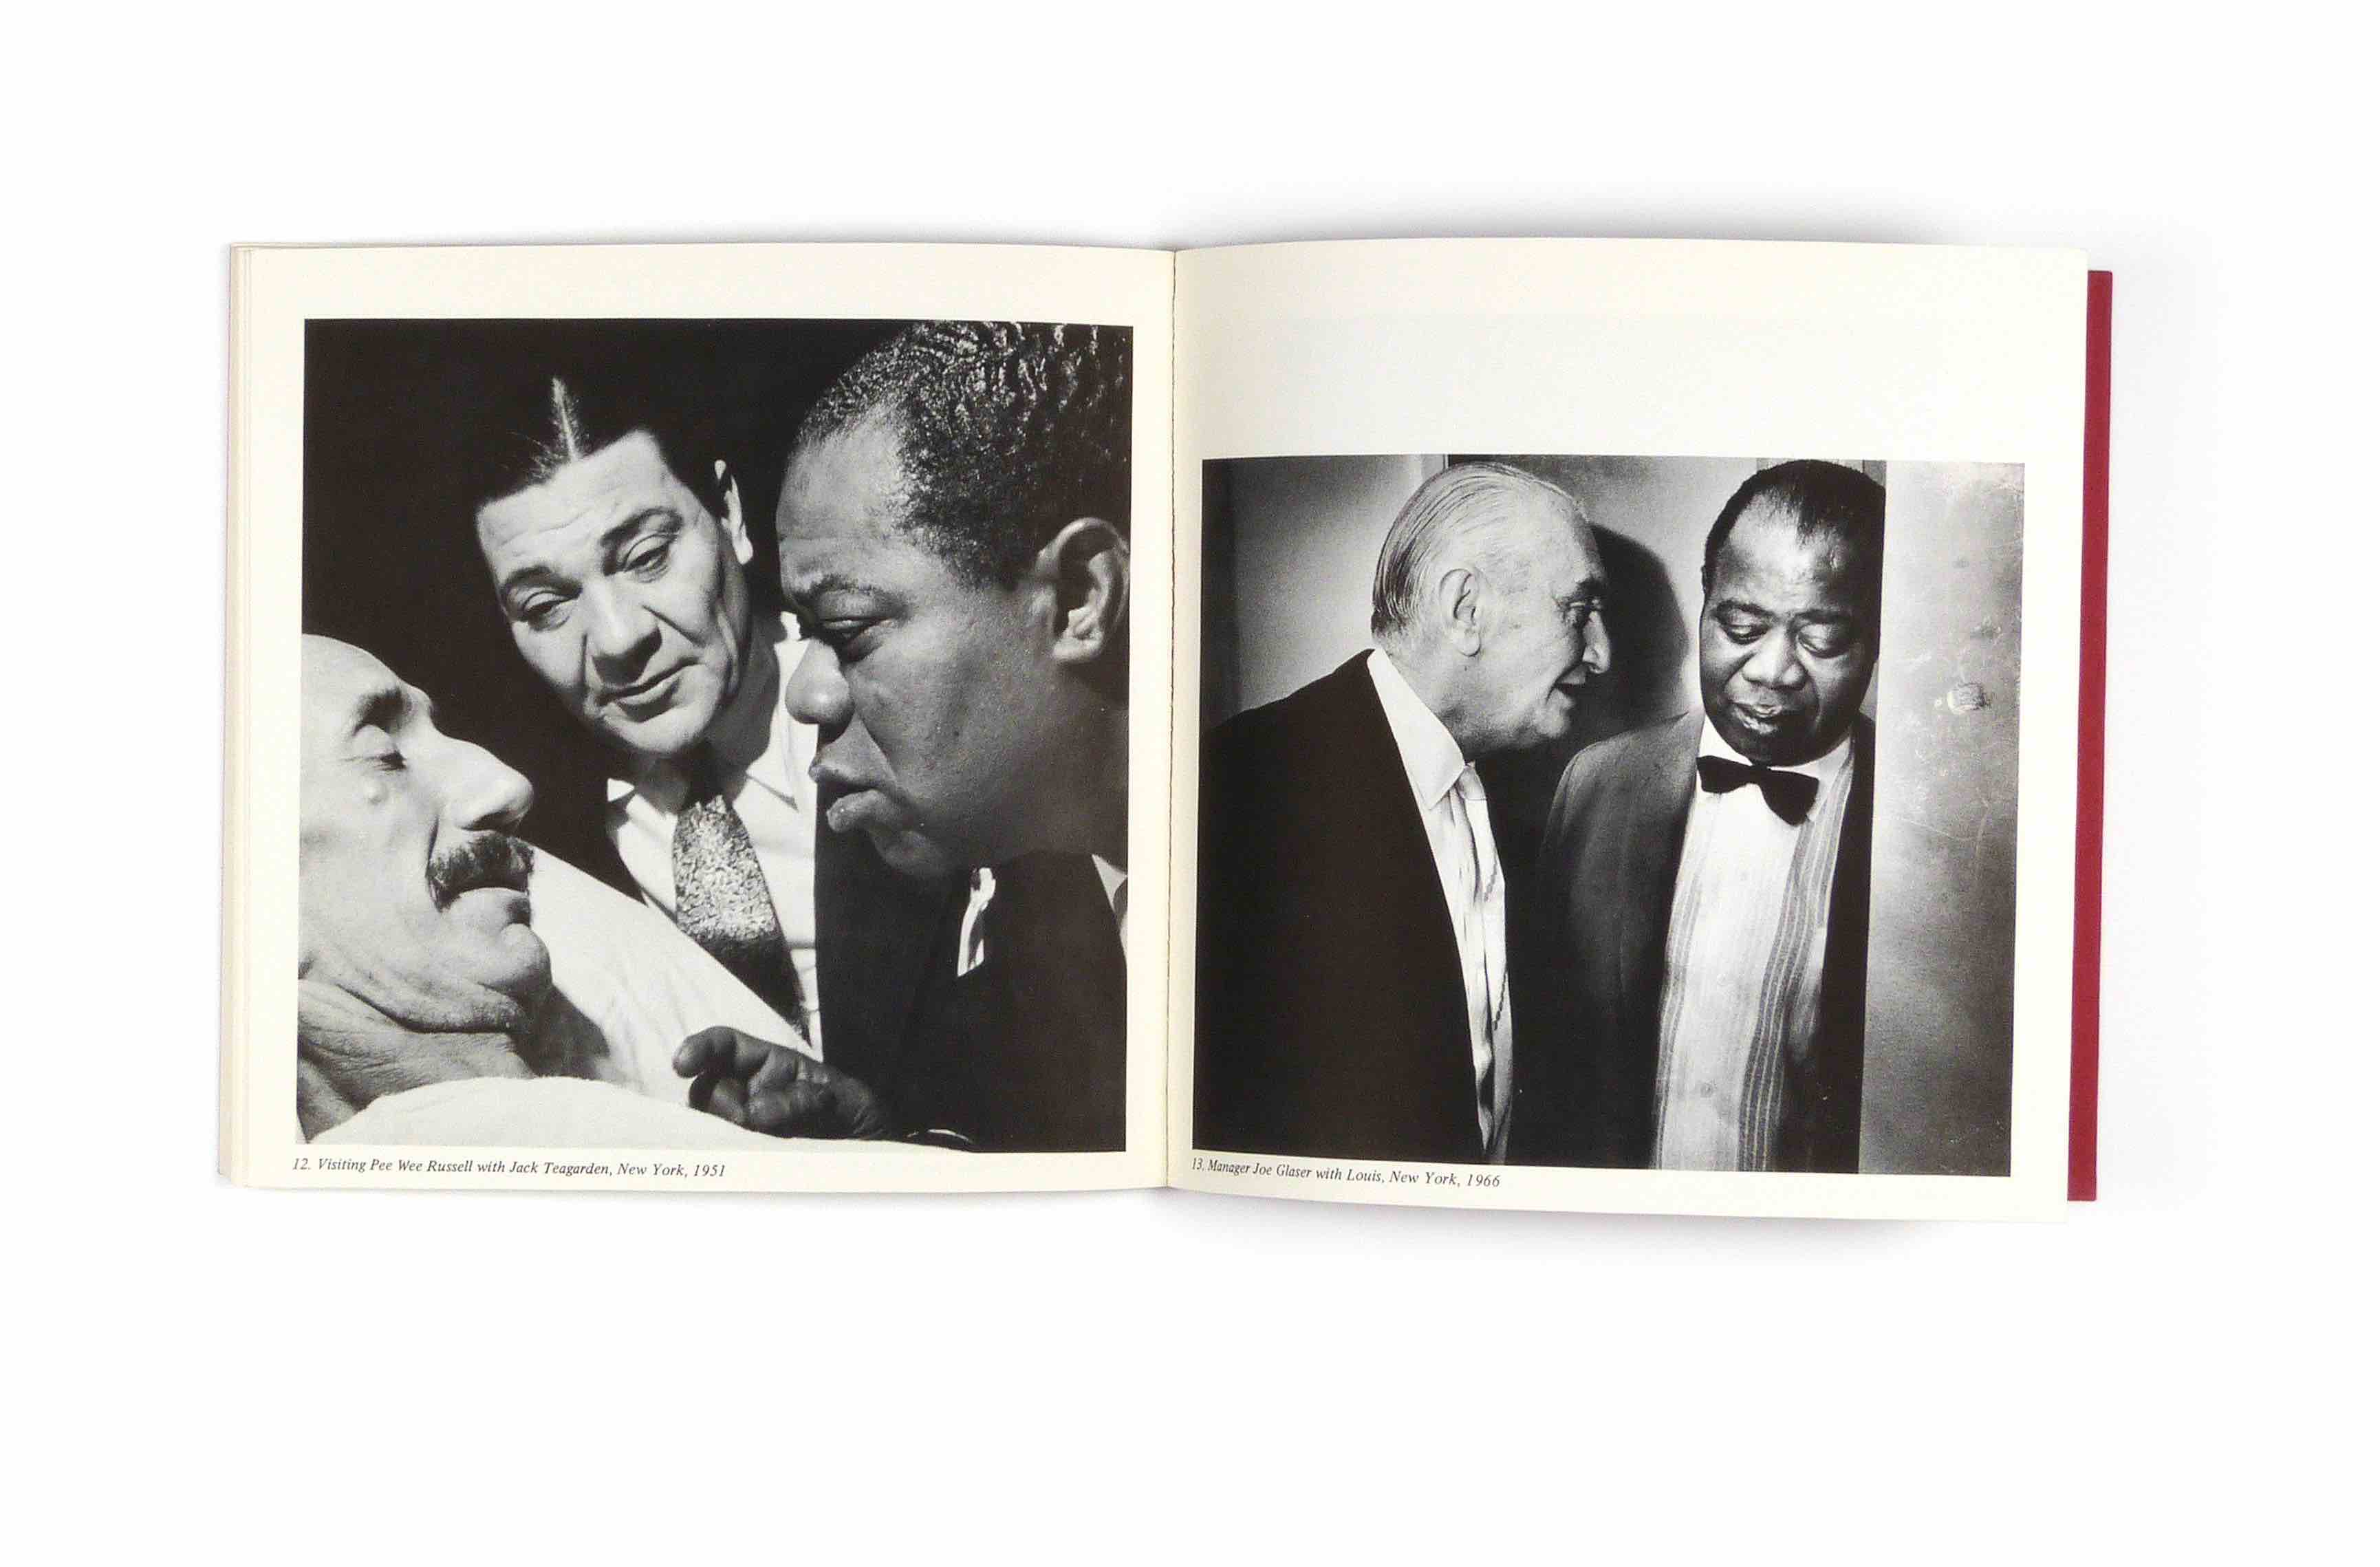 12. Visiting Pee Wee Russell with Jack Teagarden, New York, 1951
13. Manager Joe Glaser with Louis, New York, 1966